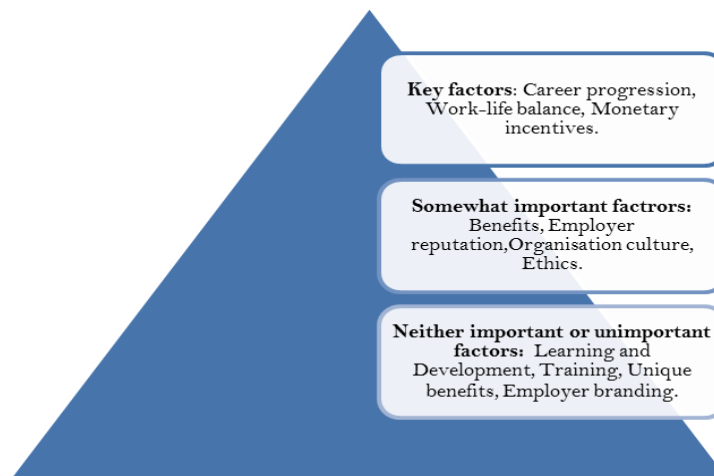 Key factors: Career progression,
Work-life balance, Monetary
incentives.
Somewhat important factrors:
Benefits, Employer
reputation,Organisation culture,
Ethics.
Neither important or unimportant
factors: Learning and
Development, Training, Unique
benefits, Employer branding.